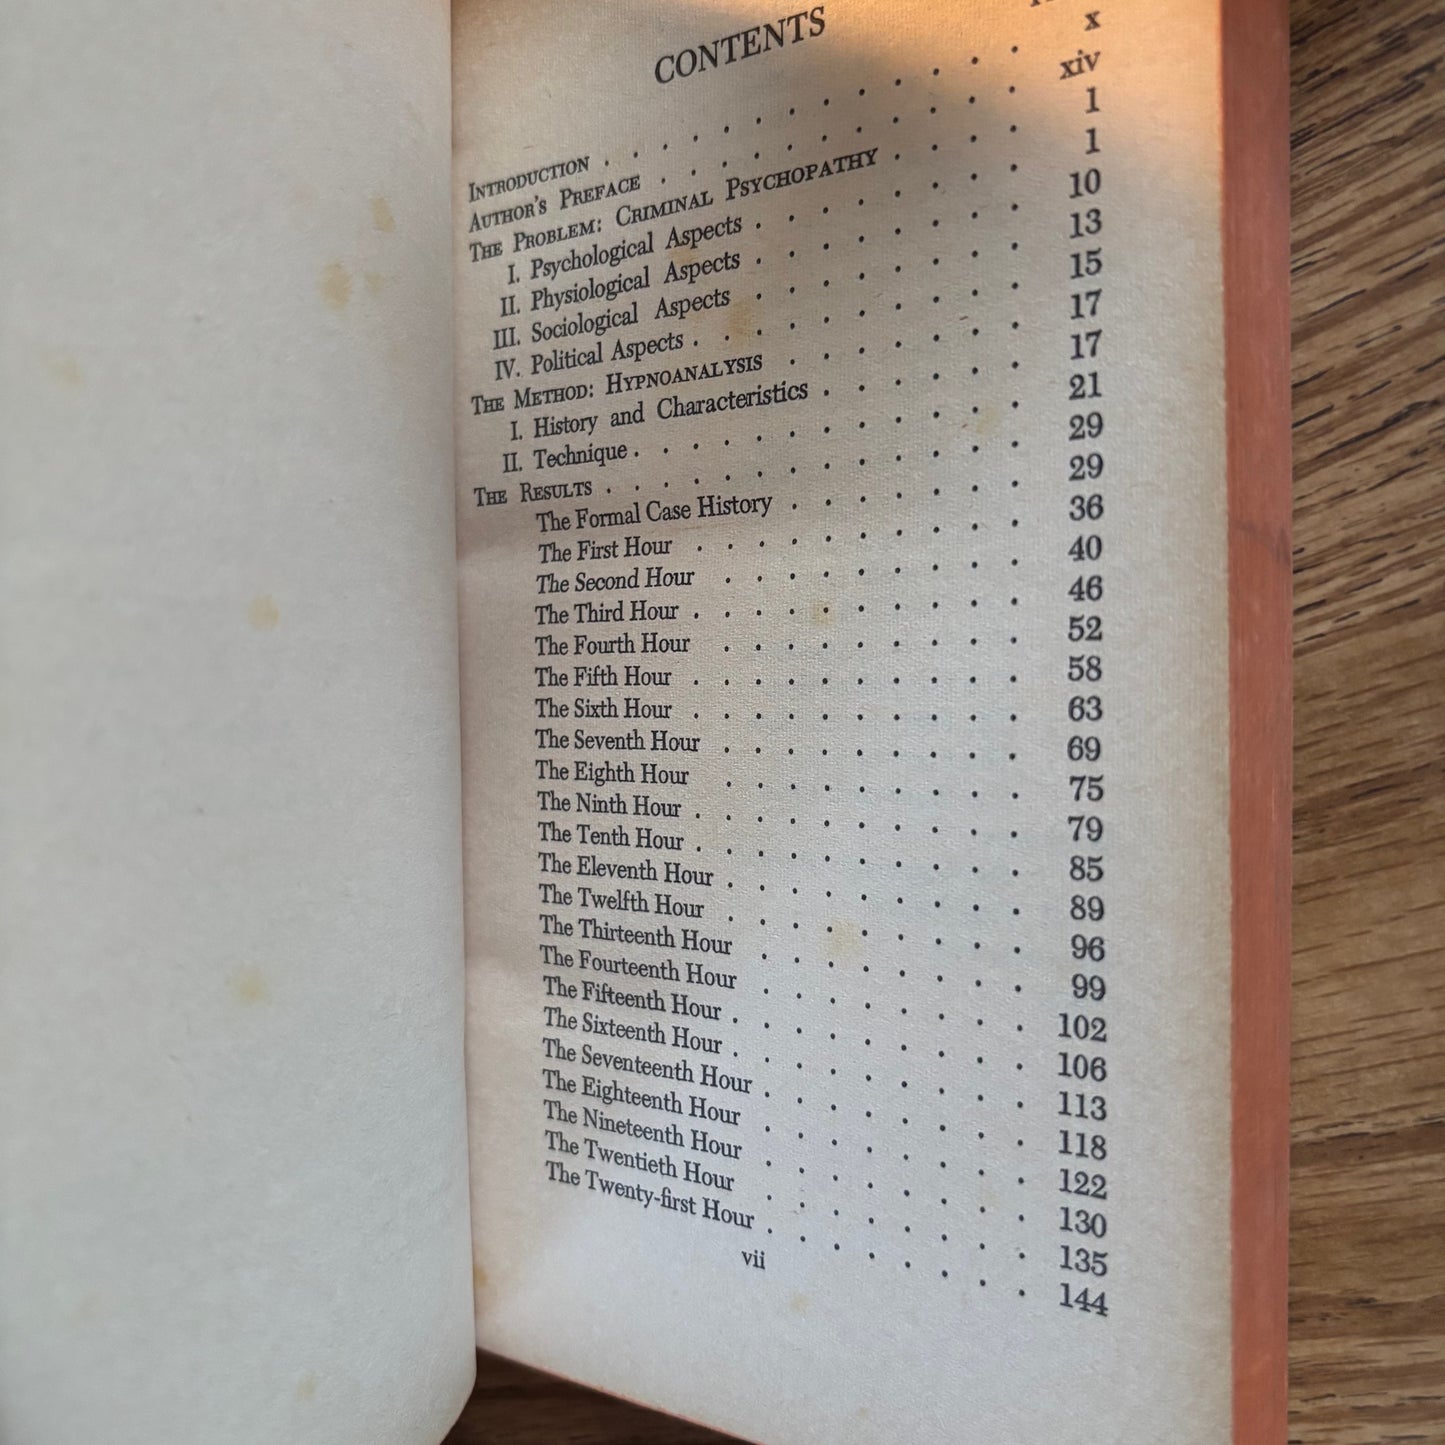 CONTENTS
INTRODUCTION . . . . . . . . . . . . . x
AUTHOR'S PREFACE . . . . . . . . . . . xiv
THE PROBLEM: CRIMINAL PSYCHOPATHY . . . . 1
I. Psychological Aspects . . . . . . . . 1
II. Physiological Aspects . . . . . . . . 10
III. Sociological Aspects . . . . . . . . 13
IV. Political Aspects . . . . . . . . . . 15
THE METHOD: HYPNOANALYSIS . . . . . . . 17
I. History and Characteristics . . . . . . 17
II. Technique . . . . . . . . . . . . 21
THE RESULTS . . . . . . . . . . . . . 29
The Formal Case History . . . . . . . 29
The First Hour . . . . . . . . . . 36
The Second Hour . . . . . . . . . 40
The Third Hour . . . . . . . . . . 46
The Fourth Hour . . . . . . . . . 52
The Fifth Hour . . . . . . . . . . 58
The Sixth Hour . . . . . . . . . . 63
The Seventh Hour . . . . . . . . . 69
The Eighth Hour . . . . . . . . . 75
The Ninth Hour . . . . . . . . . . 79
The Tenth Hour . . . . . . . . . . 85
The Eleventh Hour . . . . . . . . . 89
The Twelfth Hour . . . . . . . . . 96
The Thirteenth Hour . . . . . . . . 99
The Fourteenth Hour . . . . . . . . 102
The Fifteenth Hour . . . . . . . . . 106
The Sixteenth Hour . . . . . . . . . 113
The Seventeenth Hour . . . . . . . . 118
The Eighteenth Hour . . . . . . . . 122
The Nineteenth Hour . . . . . . . . 130
The Twentieth Hour . . . . . . . . 135
The Twenty-first Hour . . . . . . . . 144
vii